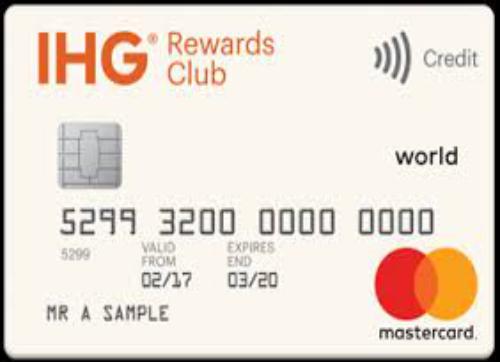 IHG® Rewards Club
Credit
world
5299 3200 0000 0000
5299 VALID FROM 02/17 EXPIRES END 03/20
MR A SAMPLE
mastercard.